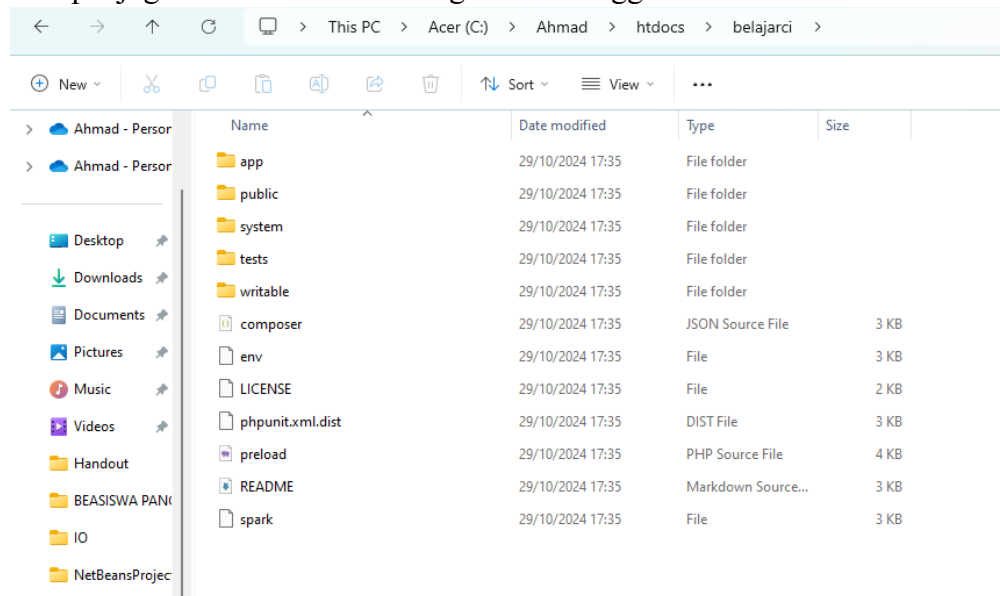 This PC > Acer (C:) > Ahmad > htdocs > belajarci >
New Sort View ...
Name Date modified Type Size
Ahmad - Person
Ahmad - Person
Desktop
Downloads
Documents
Pictures
Music
Videos
Handout
BEASISWA PAN
IO
NetBeansProjec
app 29/10/2024 17:35 File folder
public 29/10/2024 17:35 File folder
system 29/10/2024 17:35 File folder
tests 29/10/2024 17:35 File folder
writable 29/10/2024 17:35 File folder
composer 29/10/2024 17:35 JSON Source File 3 KB
env 29/10/2024 17:35 File 3 KB
LICENSE 29/10/2024 17:35 File 2 KB
phpunit.xml.dist 29/10/2024 17:35 DIST File 3 KB
preload 29/10/2024 17:35 PHP Source File 4 KB
README 29/10/2024 17:35 Markdown Source... 3 KB
spark 29/10/2024 17:35 File 3 KB